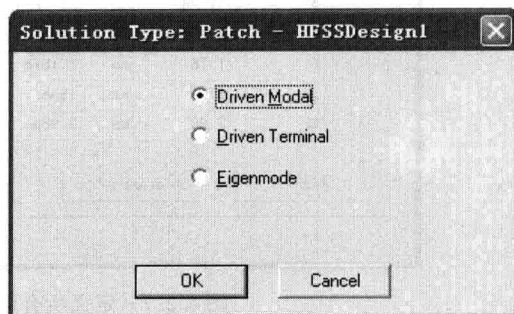 Solution Type: Patch - HFSSDesign1
Driven Modal
Driven Terminal
Eigenmode
OK
Cancel